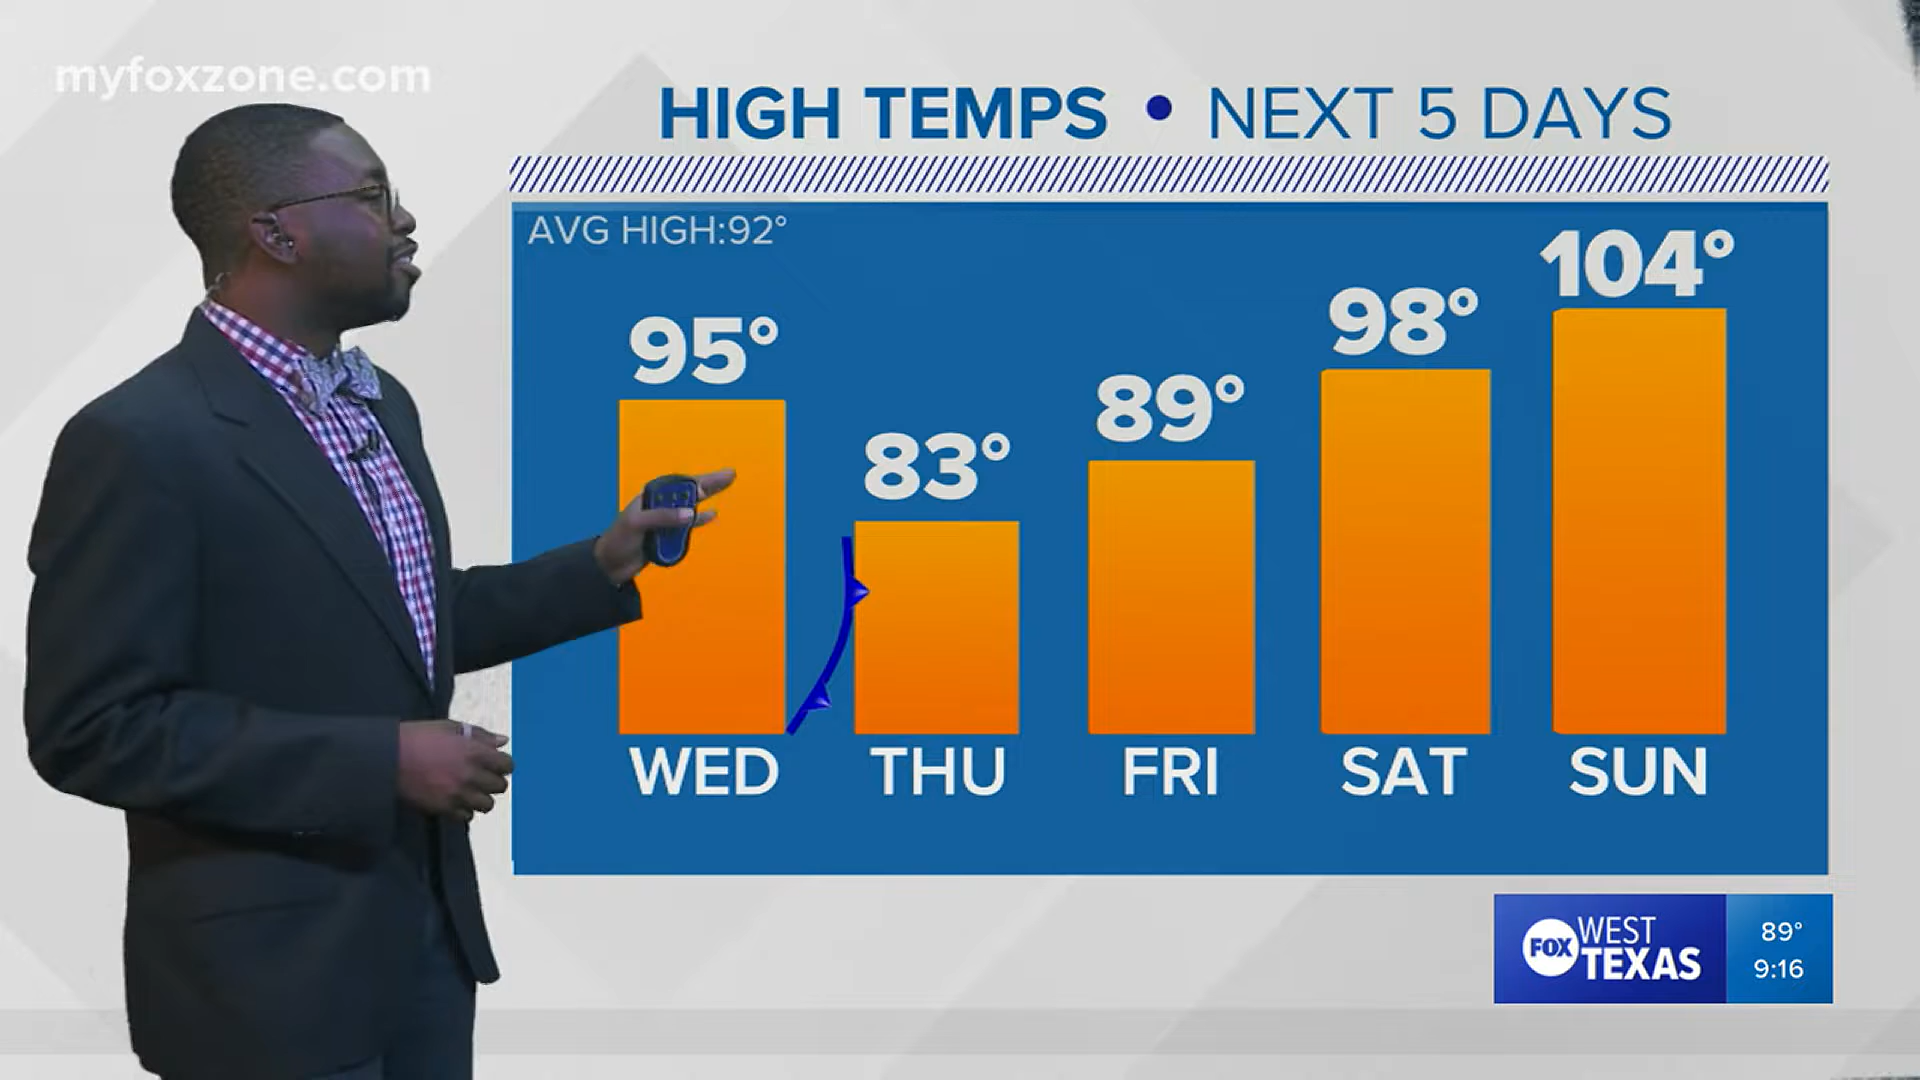 myfoxzone.com
HIGH TEMPS • NEXT 5 DAYS
AVG HIGH:92°
95°
83°
89°
98°
104°
WED
THU
FRI
SAT
SUN
FOX
WEST
TEXAS
89°
9:16